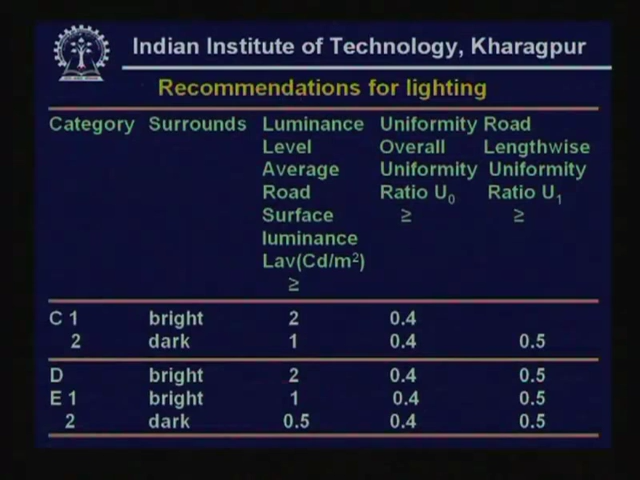 Indian Institute of Technology, Kharagpur
Recommendations for lighting
Category Surrounds Luminance Uniformity Road
Level Overall Lengthwise
Average Uniformity Uniformity
Road Ratio U0 Ratio U1
Surface ≥ ≥
luminance
Lav(Cd/m²)
≥
C 1 bright 2 0.4
2 dark 1 0.4 0.5
D bright 2 0.4 0.5
E 1 bright 1 0.4 0.5
2 dark 0.5 0.4 0.5